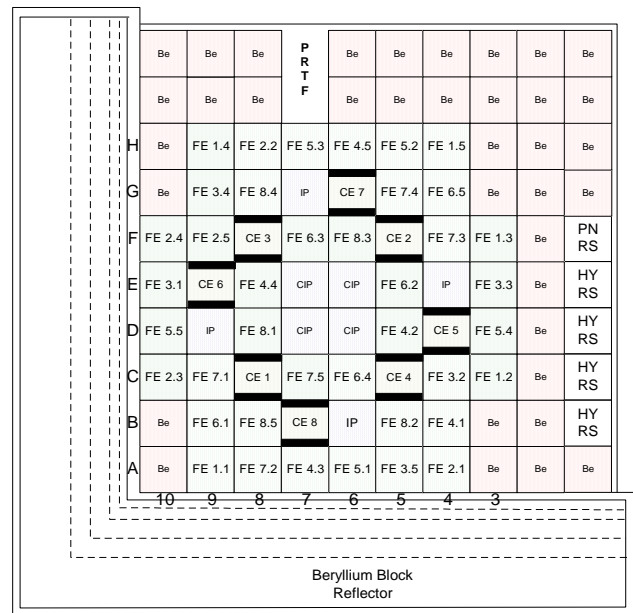 Be Be Be P R T F Be Be Be Be Be Be
Be Be Be Be Be Be Be Be Be
H Be FE 1.4 FE 2.2 FE 5.3 FE 4.5 FE 5.2 FE 1.5 Be Be Be
G Be FE 3.4 FE 8.4 IP CE 7 FE 7.4 FE 6.5 Be Be Be
F FE 2.4 FE 2.5 CE 3 FE 6.3 FE 8.3 CE 2 FE 7.3 FE 1.3 Be PN RS
E FE 3.1 CE 6 FE 4.4 CIP CIP FE 6.2 IP FE 3.3 Be HY RS
D FE 5.5 IP FE 8.1 CIP CIP FE 4.2 CE 5 FE 5.4 Be HY RS
C FE 2.3 FE 7.1 CE 1 FE 7.5 FE 6.4 CE 4 FE 3.2 FE 1.2 Be HY RS
B Be FE 6.1 FE 8.5 CE 8 IP FE 8.2 FE 4.1 Be Be HY RS
A Be FE 1.1 FE 7.2 FE 4.3 FE 5.1 FE 3.5 FE 2.1 Be Be Be
10 9 8 7 6 5 4 3
Beryllium Block
Reflector